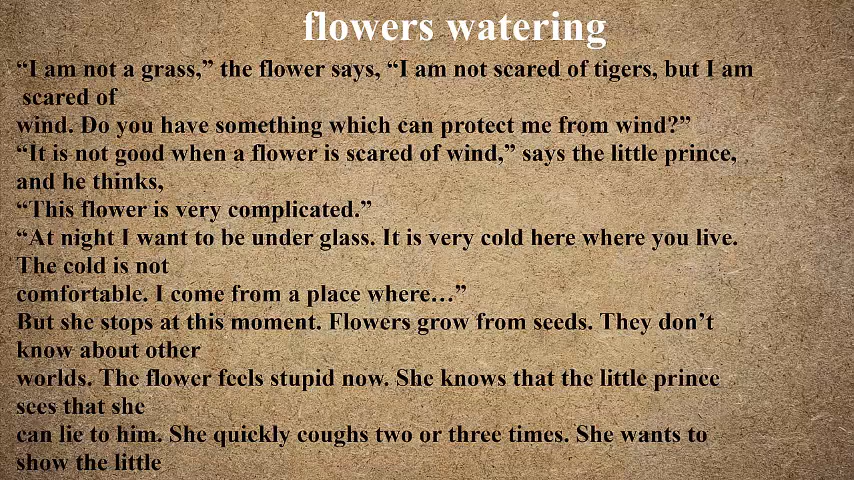 flowers watering
“I am not a grass,” the flower says, “I am not scared of tigers, but I am
scared of
wind. Do you have something which can protect me from wind?”
“It is not good when a flower is scared of wind,” says the little prince,
and he thinks,
“This flower is very complicated.”
“At night I want to be under glass. It is very cold here where you live.
The cold is not
comfortable. I come from a place where…”
But she stops at this moment. Flowers grow from seeds. They don’t
know about other
worlds. The flower feels stupid now. She knows that the little prince
sees that she
can lie to him. She quickly coughs two or three times. She wants to
show the little